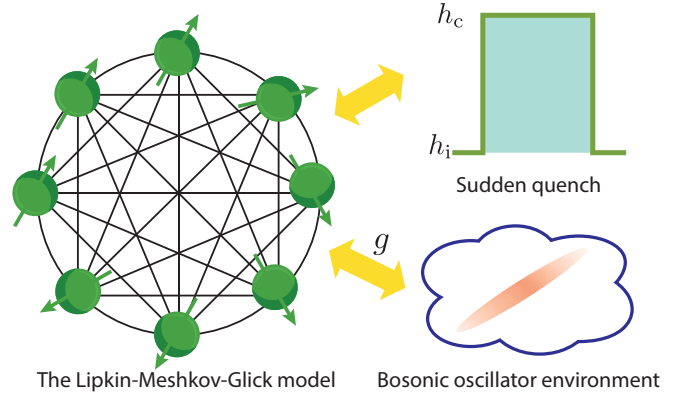 h_c
h_i
Sudden quench
g
The Lipkin-Meshkov-Glick model
Bosonic oscillator environment